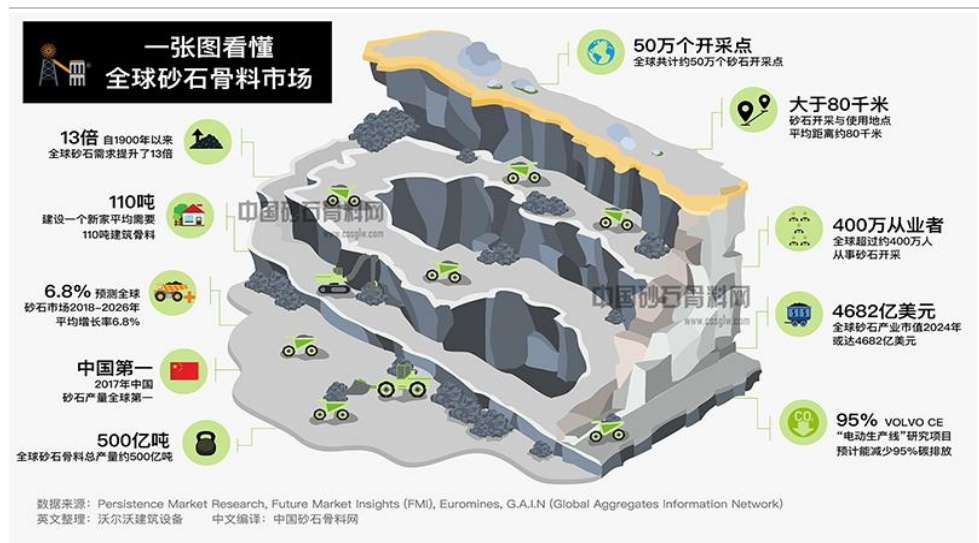 一张图看懂
全球砂石骨料市场
50万个开采点
全球共计约50万个砂石开采点
大于80千米
砂石开采与使用地点
平均距离约80千米
13倍 自1900年以来
全球砂石需求提升了13倍
110吨
建设一个新家平均需要
110吨建筑骨料
中国砂石骨料网
www.cssglw.com
400万从业者
全球超过约400万人
从事砂石开采
6.8% 预测全球
砂石市场2018-2026年
平均增长率6.8%
中国砂石骨料网
www.cssglw.com
4682亿美元
全球砂石产业市值2024年
或达4682亿美元
中国第一
2017年中国
砂石产量全球第一
95% VOLVO CE
“电动生产线”研究项目
预计能减少95%碳排放
CO2
500亿吨
全球砂石骨料总产量约500亿吨
数据来源：Persistence Market Research, Future Market Insights (FMI), Euromines, G.A.I.N (Global Aggregates Information Network)
英文整理：沃尔沃建筑设备 中文编译：中国砂石骨料网